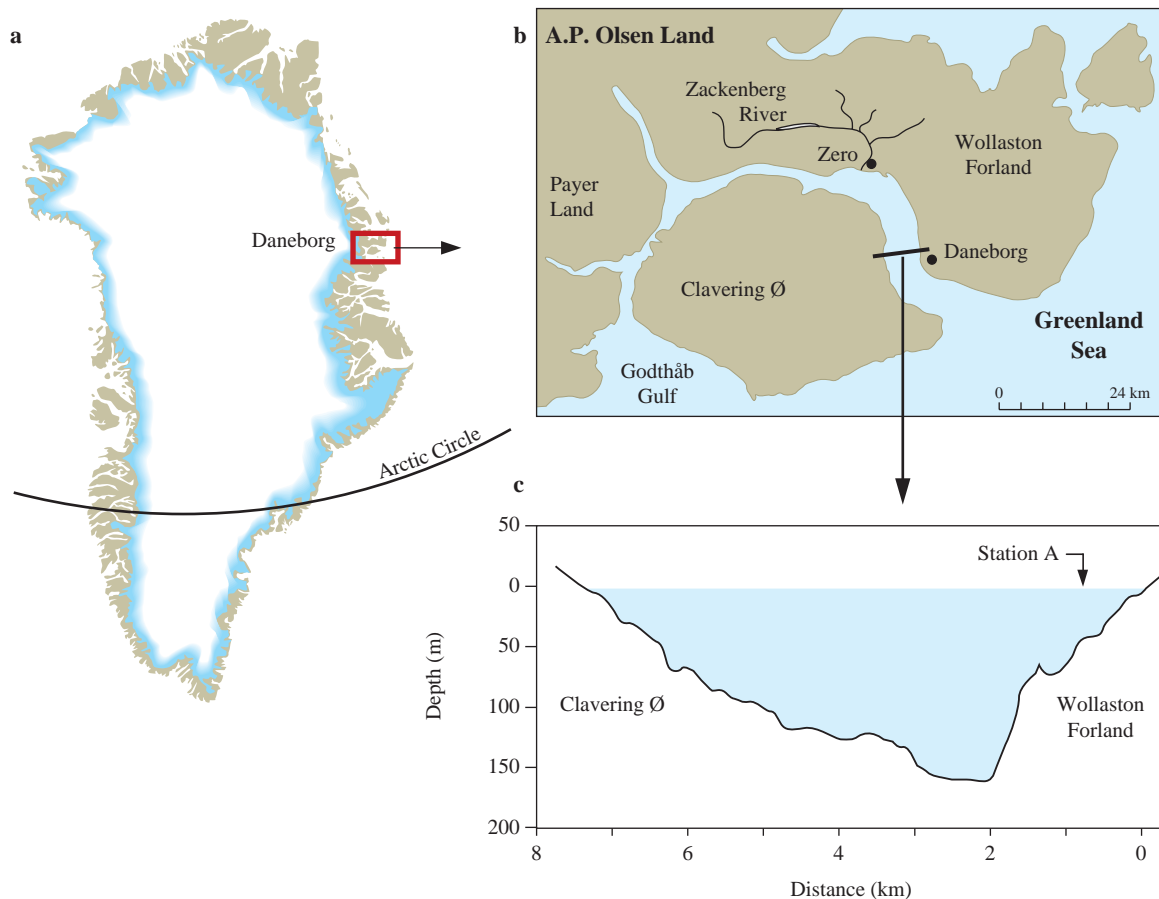 a
Daneborg
Arctic Circle
b
A.P. Olsen Land
Zackenberg
River
Zero
Wollaston
Forland
Payer
Land
Daneborg
Clavering Ø
Greenland
Sea
Godthåb
Gulf
0 24 km
c
50
0
50
100
150
200
Depth (m)
Station A
Clavering Ø
Wollaston
Forland
8 6 4 2 0
Distance (km)